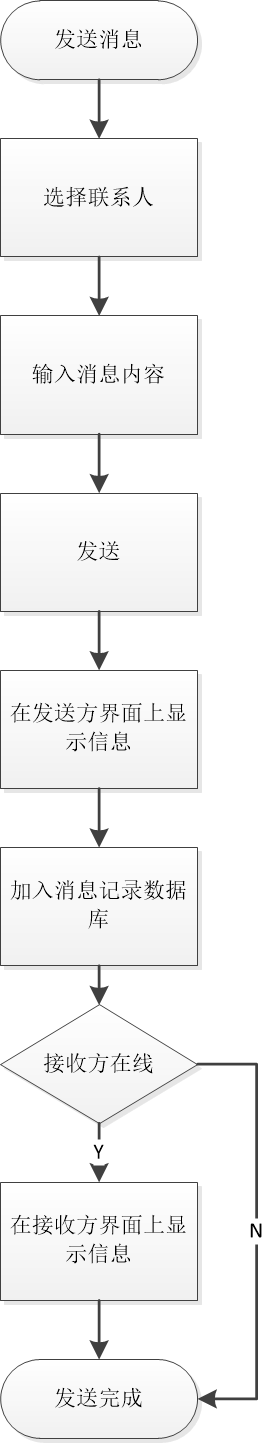 发送消息
选择联系人
输入消息内容
发送
在发送方界面上显
示信息
加入消息记录数据
库
接收方在线
Y
在接收方界面上显
示信息
N
发送完成